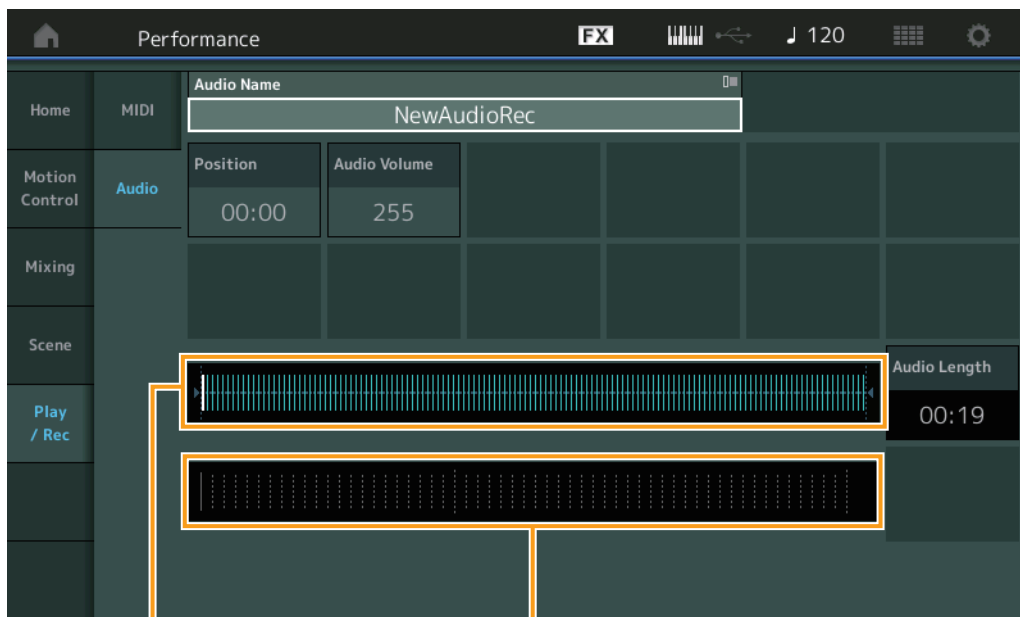 Performance
FX
♩ 120
Home
Motion
Control
Mixing
Scene
Play
/ Rec
MIDI
Audio
Audio Name
NewAudioRec
Position
00:00
Audio Volume
255
Audio Length
00:19